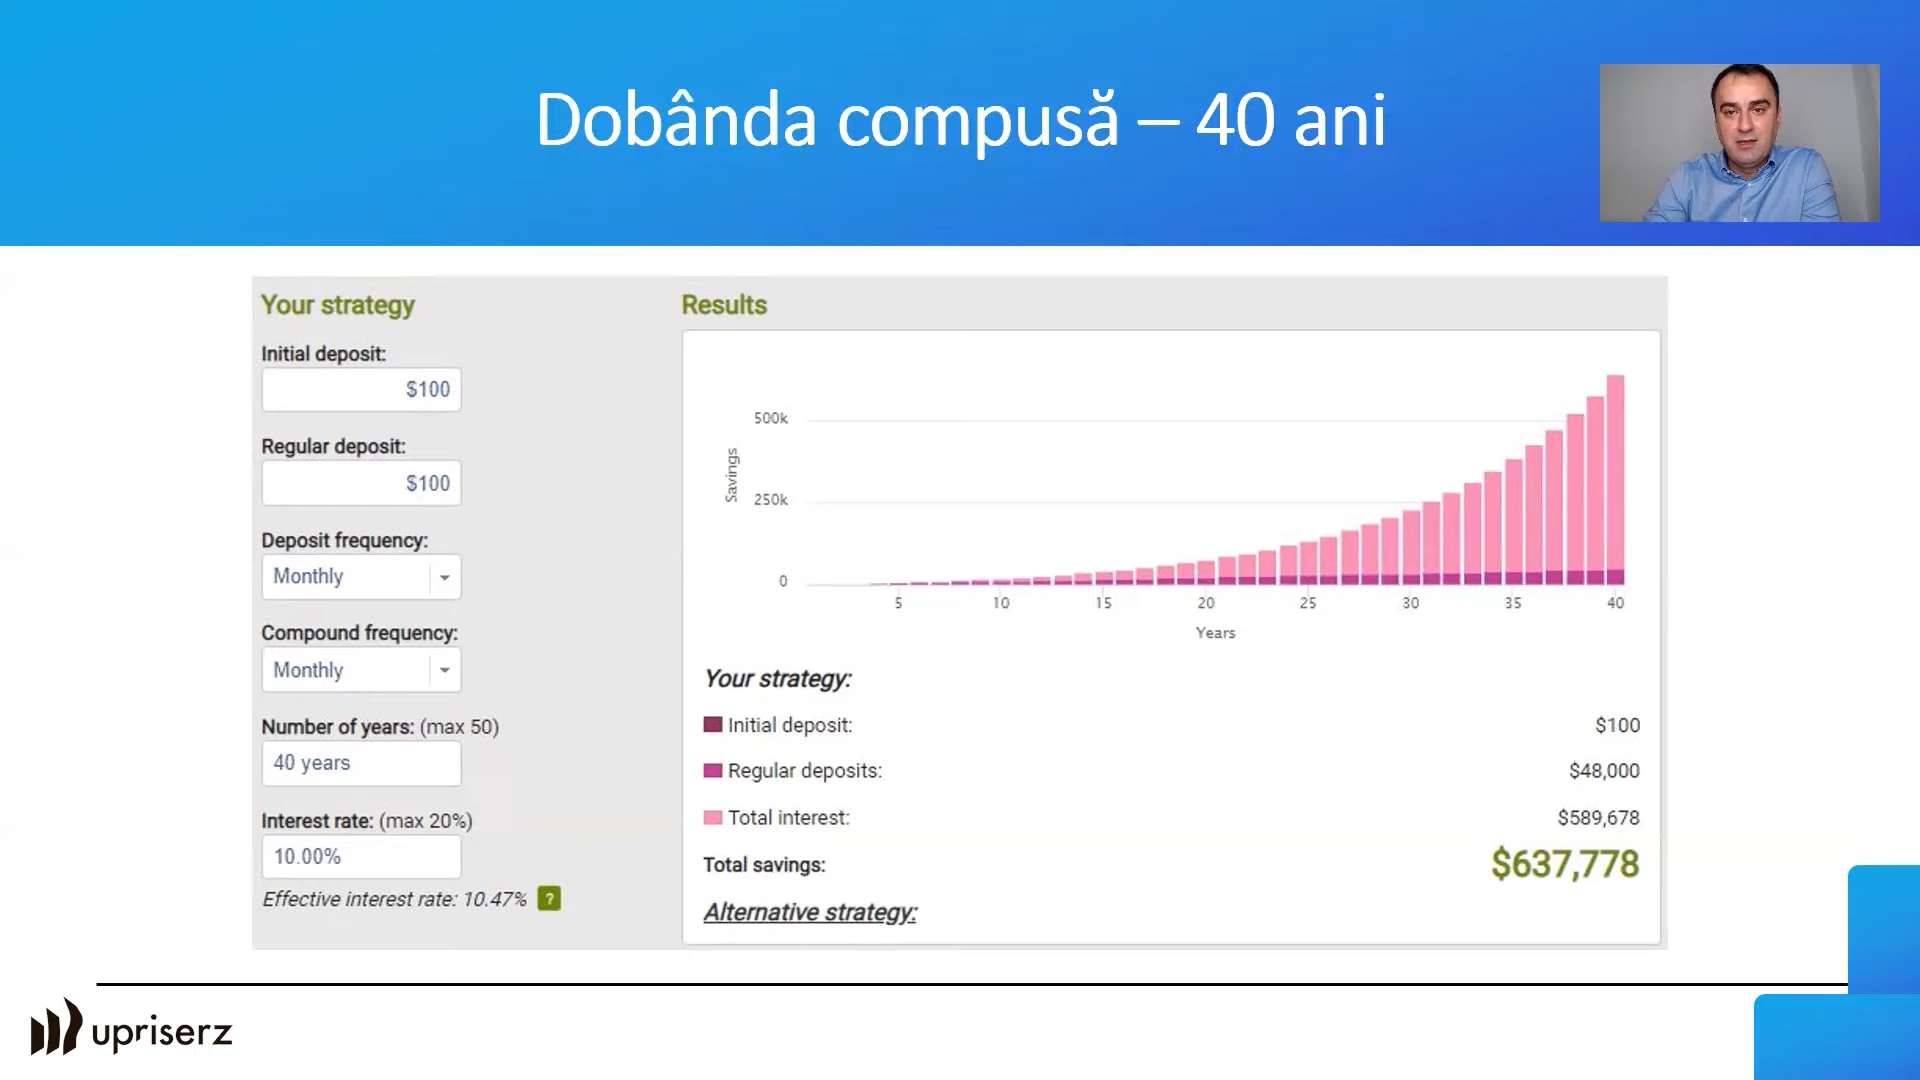 Dobânda compusă – 40 ani
Your strategy
Initial deposit:
$100
Regular deposit:
$100
Deposit frequency:
Monthly
Compound frequency:
Monthly
Number of years: (max 50)
40 years
Interest rate: (max 20%)
10.00%
Effective interest rate: 10.47% ?
Results
500k
250k
0
Savings
5 10 15 20 25 30 35 40
Years
Your strategy:
Initial deposit: $100
Regular deposits: $48,000
Total interest: $589,678
Total savings: $637,778
Alternative strategy:
upriserz